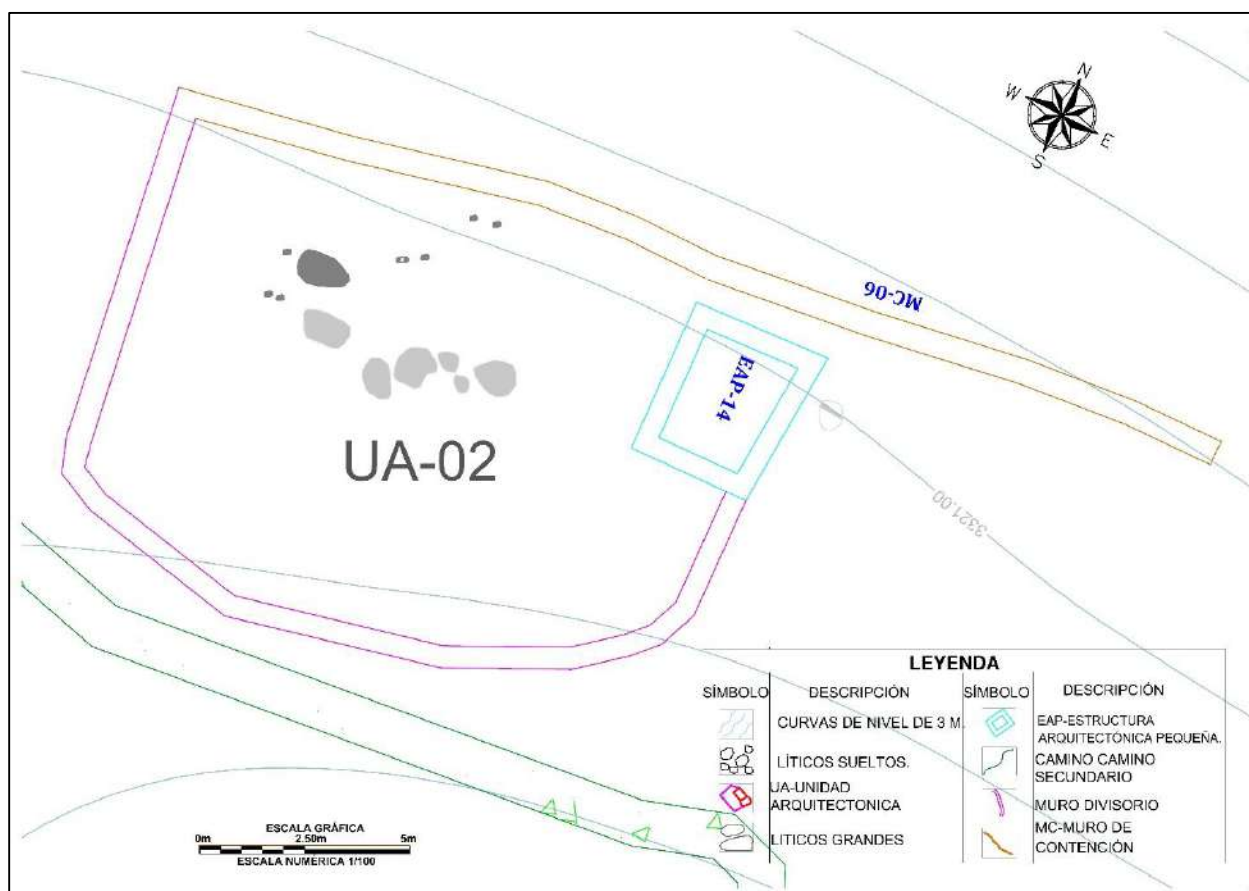 N
W
E
S
MC-06
EAP-14
UA-02
3321.00
LEYENDA
SÍMBOLO DESCRIPCIÓN SÍMBOLO DESCRIPCIÓN
CURVAS DE NIVEL DE 3 M.
EAP-ESTRUCTURA
ARQUITECTÓNICA PEQUEÑA.
LÍTICOS SUELTOS.
CAMINO CAMINO
SECUNDARIO
UA-UNIDAD
ARQUITECTONICA
MURO DIVISORIO
LITICOS GRANDES
MC-MURO DE
CONTENCIÓN
ESCALA GRÁFICA
0m 2.50m 5m
ESCALA NUMÉRICA 1/100